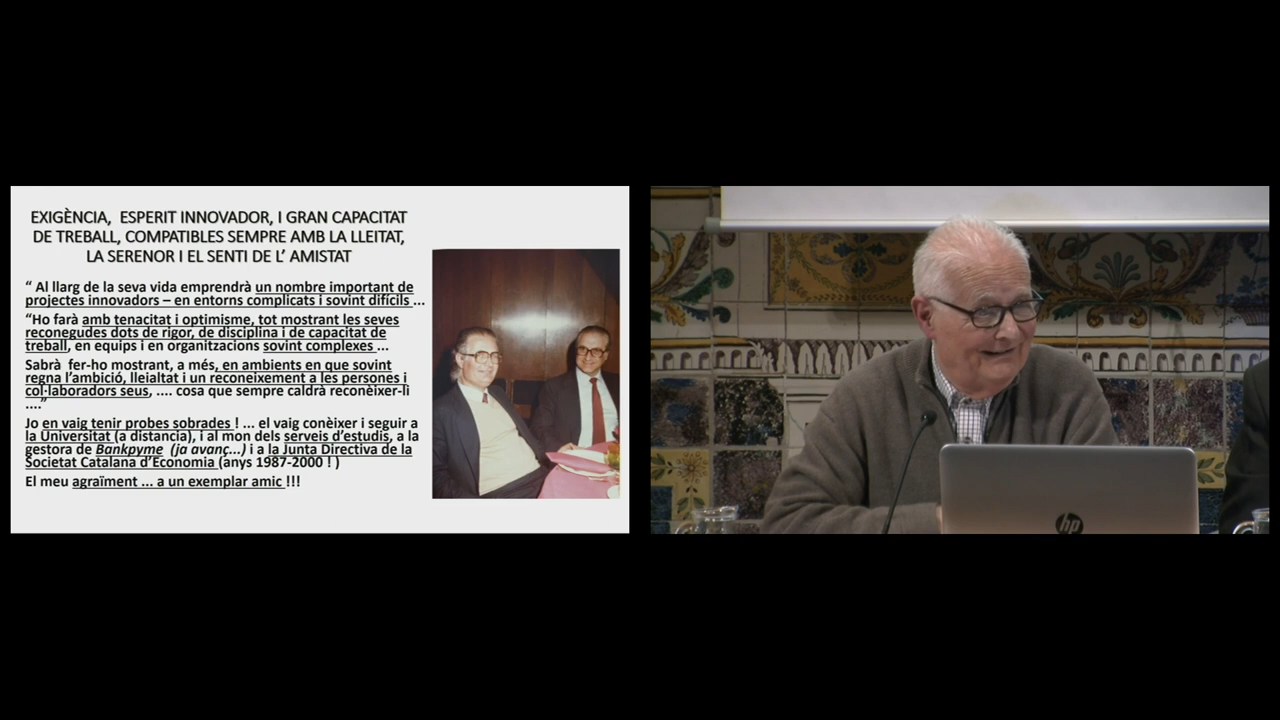 EXIGÈNCIA,  ESPERIT INNOVADOR, I GRAN CAPACITAT
DE TREBALL, COMPATIBLES SEMPRE AMB LA LLEITAT,
LA SERENOR I EL SENTI DE L’ AMISTAT
“ Al llarg de la seva vida emprendrà un nombre important de
projectes innovadors – en entorns complicats i sovint difícils ...
“Ho farà amb tenacitat i optimisme, tot mostrant les seves
reconegudes dots de rigor, de disciplina i de capacitat de
treball, en equips i en organitzacions sovint complexes ...
Sabrà  fer-ho mostrant, a més, en ambients en que sovint
regna l’ambició, lleialtat i un reconeixement a les persones i
col·laboradors seus, .... cosa que sempre caldrà reconèixer-li
....”
Jo en vaig tenir probes sobrades ! ... el vaig conèixer i seguir a
la Universitat (a distancia), i al mon dels serveis d’estudis, a la
gestora de Bankpyme  (ja avanç...) i a la Junta Directiva de la
Societat Catalana d’Economia (anys 1987-2000 ! )
El meu agraïment ... a un exemplar amic !!!
hp